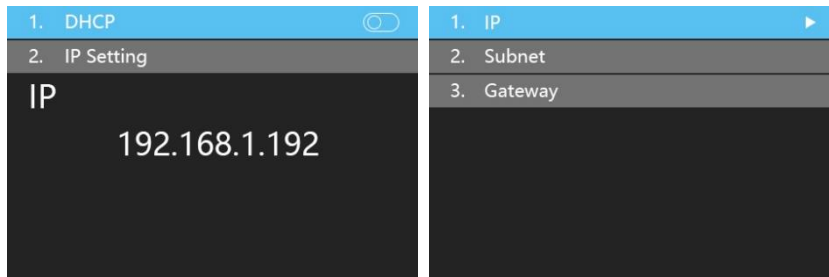 1. DHCP
2. IP Setting
IP
192.168.1.192
1. IP
2. Subnet
3. Gateway